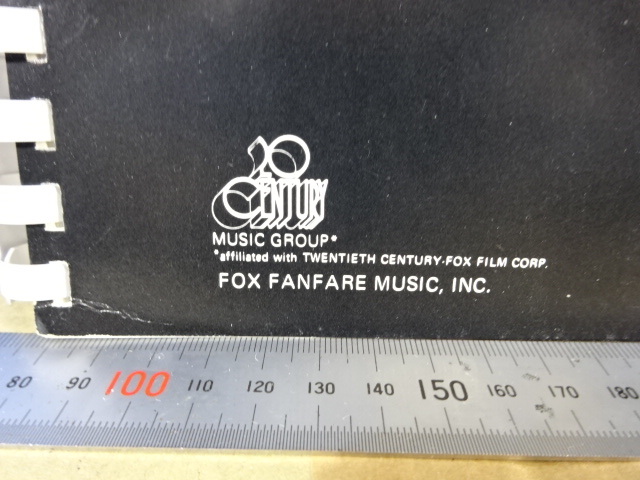 20
CENTURY
MUSIC GROUP*
*affiliated with TWENTIETH CENTURY-FOX FILM CORP.
FOX FANFARE MUSIC, INC.
80 90 100 110 120 130 140 150 160 170 180